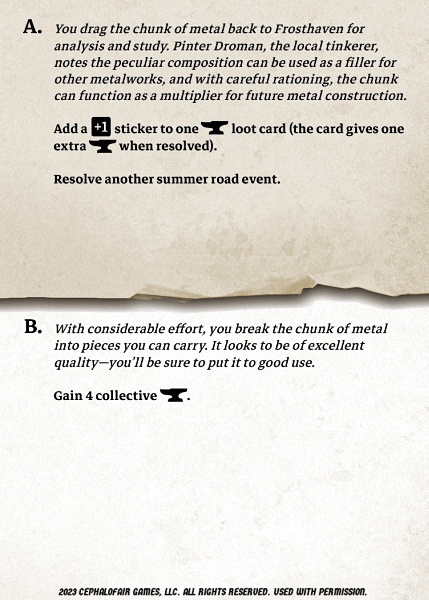 A. You drag the chunk of metal back to Frosthaven for
analysis and study. Pinter Droman, the local tinkerer,
notes the peculiar composition can be used as a filler for
other metalworks, and with careful rationing, the chunk
can function as a multiplier for future metal construction.
Add a +1 sticker to one loot card (the card gives one
extra when resolved).
Resolve another summer road event.
B. With considerable effort, you break the chunk of metal
into pieces you can carry. It looks to be of excellent
quality—you'll be sure to put it to good use.
Gain 4 collective .
2023 CEPHALOFAIR GAMES, LLC. ALL RIGHTS RESERVED. USED WITH PERMISSION.